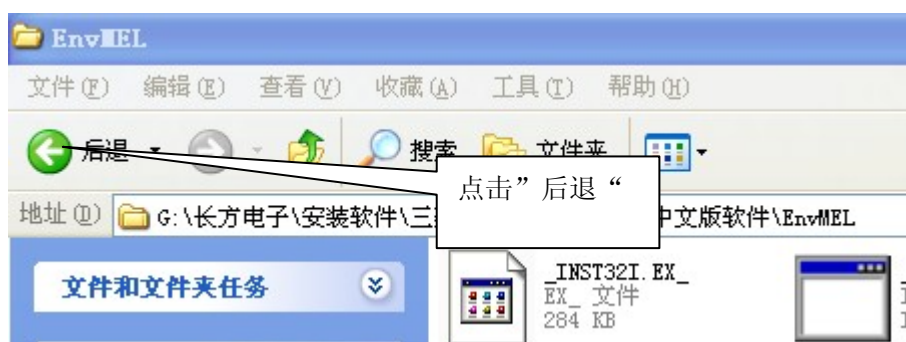 EnvMEL
文件(F) 编辑(E) 查看(V) 收藏(A) 工具(T) 帮助(H)
后退 搜索 文件夹
点击”后退“
地址(D) G:\长方电子\安装软件\三 中文版软件\EnvMEL
文件和文件夹任务
_INST32I.EX_
EX_ 文件
284 KB